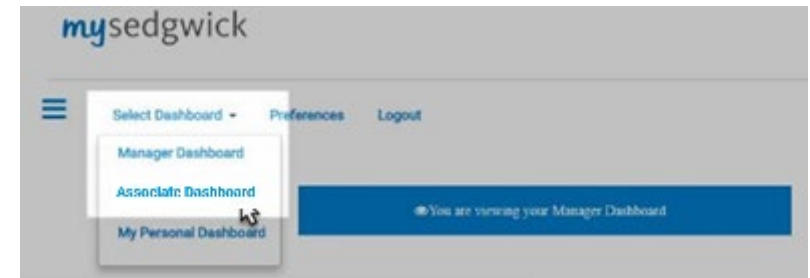 mysedgwick
Select Dashboard Preferences Logout
Manager Dashboard
Associate Dashboard
You are viewing your Manager Dashboard
My Personal Dashboard